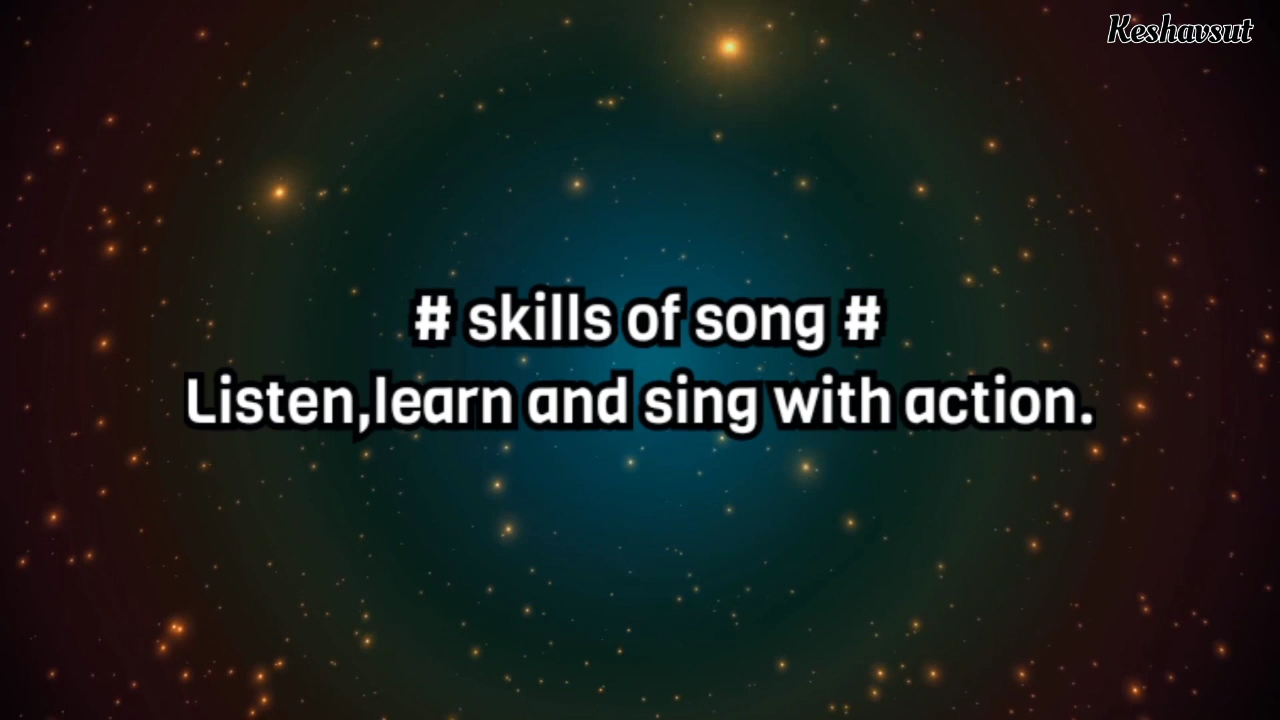 Keshavsut
# skills of song #
Listen,learn and sing with action.